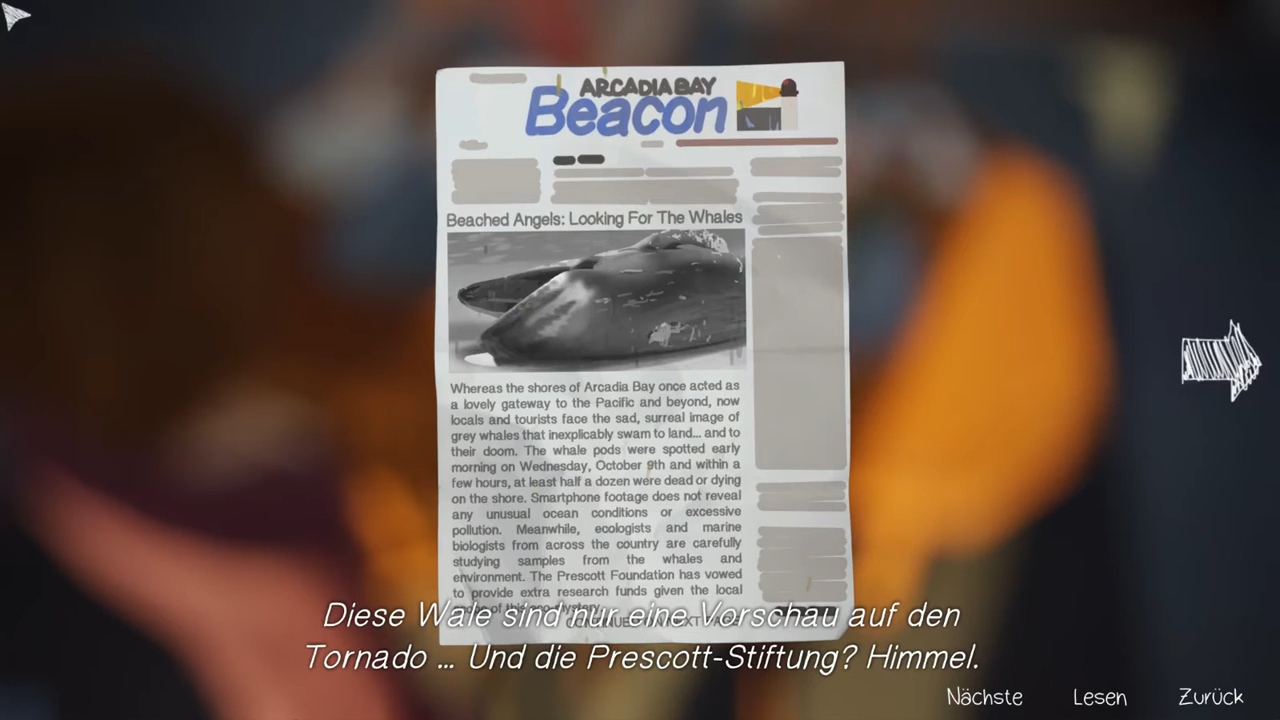 ARCADIA BAY
Beacon
Beached Angels: Looking For The Whales
Whereas the shores of Arcadia Bay once acted as
a lovely gateway to the Pacific and beyond, now
locals and tourists face the sad, surreal image of
grey whales that inexplicably swam to land... and to
their doom. The whale pods were spotted early
morning on Wednesday, October 9th and within a
few hours, at least half a dozen were dead or dying
on the shore. Smartphone footage does not reveal
any unusual ocean conditions or excessive
pollution. Meanwhile, ecologists and marine
biologists from across the country are carefully
studying samples from the whales and
environment. The Prescott Foundation has vowed
to provide extra research funds given the local
of this eco-mystery.
Diese Wale sind nur eine Vorschau auf den
Tornado ... Und die Prescott-Stiftung? Himmel.
Nächste Lesen Zurück